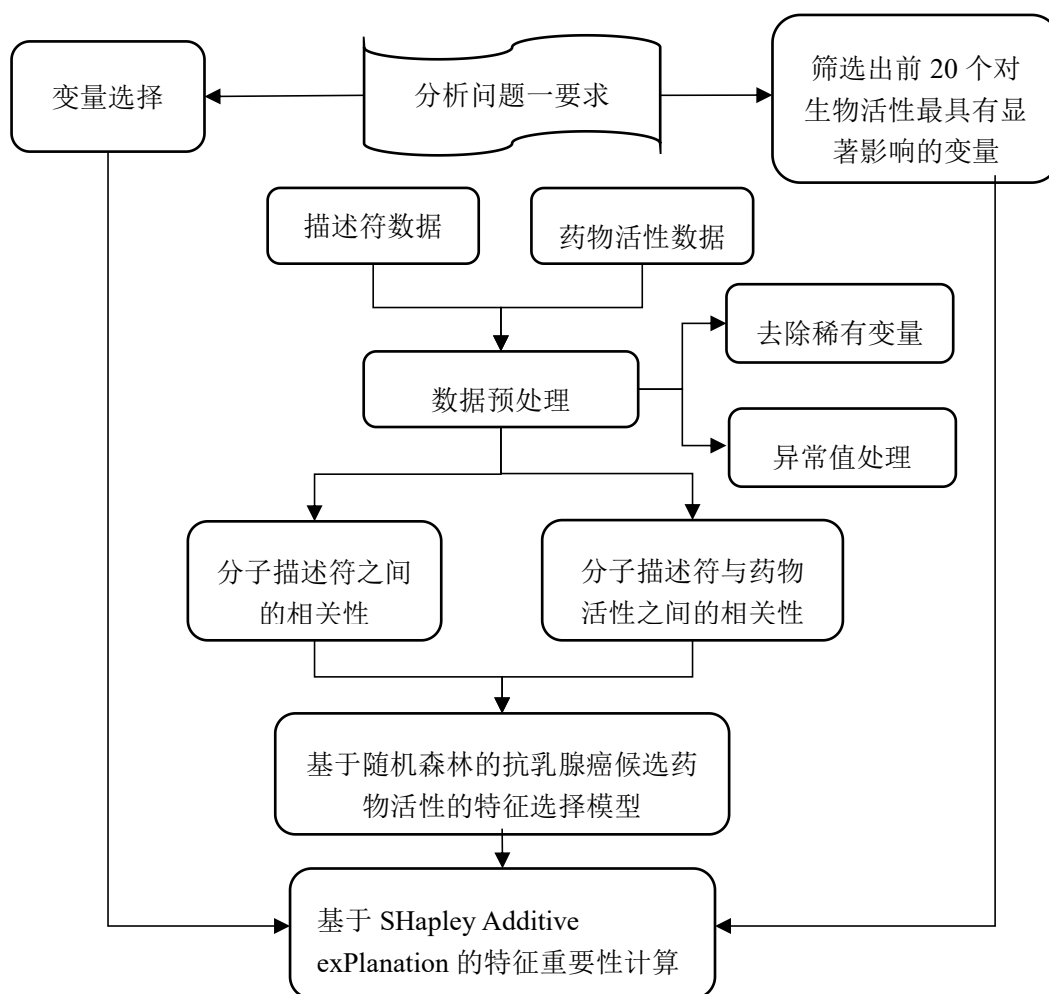 变量选择
分析问题一要求
筛选出前 20 个对
生物活性最具有显
著影响的变量
描述符数据
药物活性数据
去除稀有变量
数据预处理
异常值处理
分子描述符之间
的相关性
分子描述符与药物
活性之间的相关性
基于随机森林的抗乳腺癌候选药
物活性的特征选择模型
基于 SHapley Additive
exPlanation 的特征重要性计算